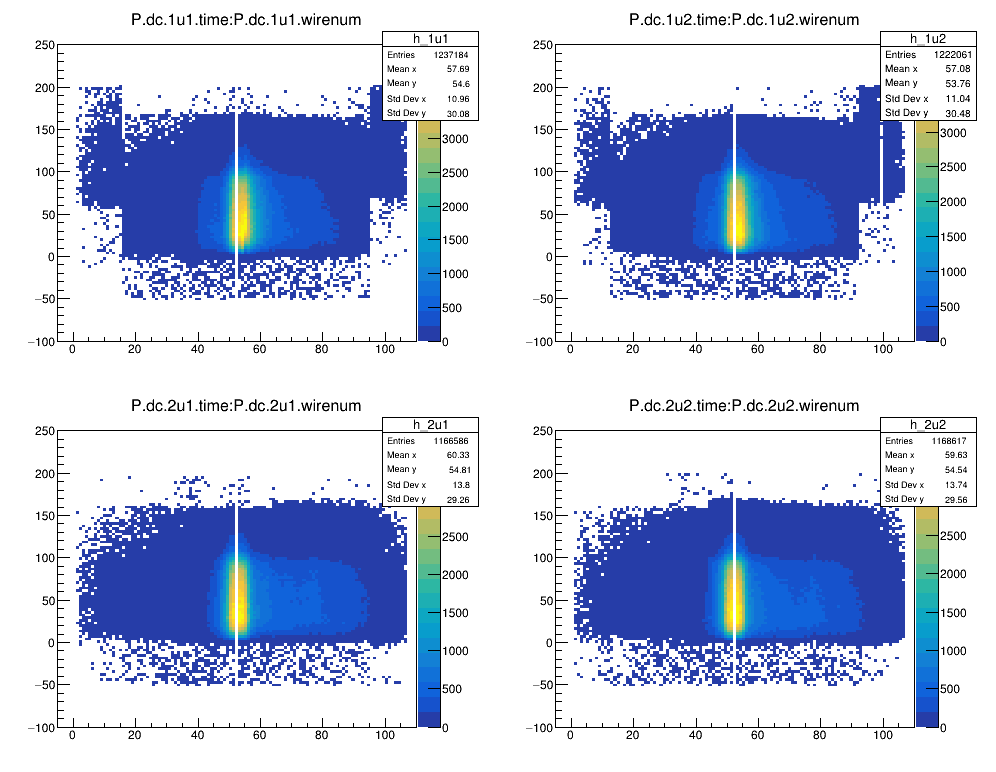 P.dc.1u1.time:P.dc.1u1.wirenum
h_1u1
Entries 1237184
Mean x 57.69
Mean y 54.6
Std Dev x 10.96
Std Dev y 30.08
250
200
150
100
50
0
−50
−100
0 20 40 60 80 100
3000
2500
2000
1500
1000
500
0
P.dc.1u2.time:P.dc.1u2.wirenum
h_1u2
Entries 1222061
Mean x 57.08
Mean y 53.76
Std Dev x 11.04
Std Dev y 30.48
250
200
150
100
50
0
−50
−100
0 20 40 60 80 100
3000
2500
2000
1500
1000
500
0
P.dc.2u1.time:P.dc.2u1.wirenum
h_2u1
Entries 1166586
Mean x 60.33
Mean y 54.81
Std Dev x 13.8
Std Dev y 29.26
250
200
150
100
50
0
−50
−100
0 20 40 60 80 100
2500
2000
1500
1000
500
0
P.dc.2u2.time:P.dc.2u2.wirenum
h_2u2
Entries 1168617
Mean x 59.63
Mean y 54.54
Std Dev x 13.74
Std Dev y 29.56
250
200
150
100
50
0
−50
−100
0 20 40 60 80 100
2500
2000
1500
1000
500
0